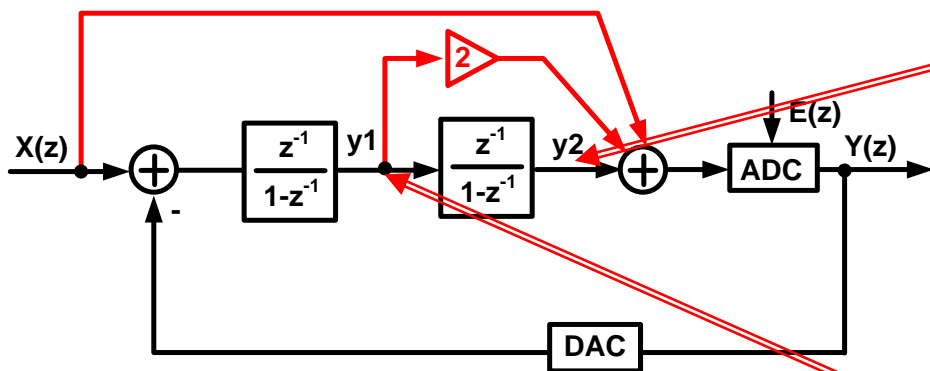 2
E(z)
X(z)
z-1
1-z-1
y1
z-1
1-z-1
y2
ADC
Y(z)
-
DAC